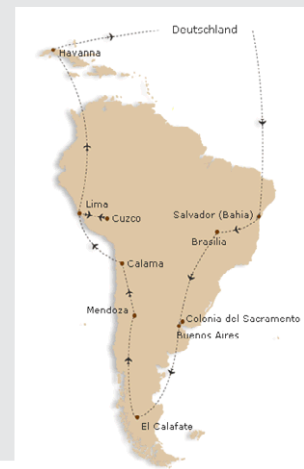 Deutschland
Havanna
Lima
Cuzco
Salvador (Bahia)
Brasilia
Calama
Mendoza
Colonia del Sacramento
Buenos Aires
El Calafate